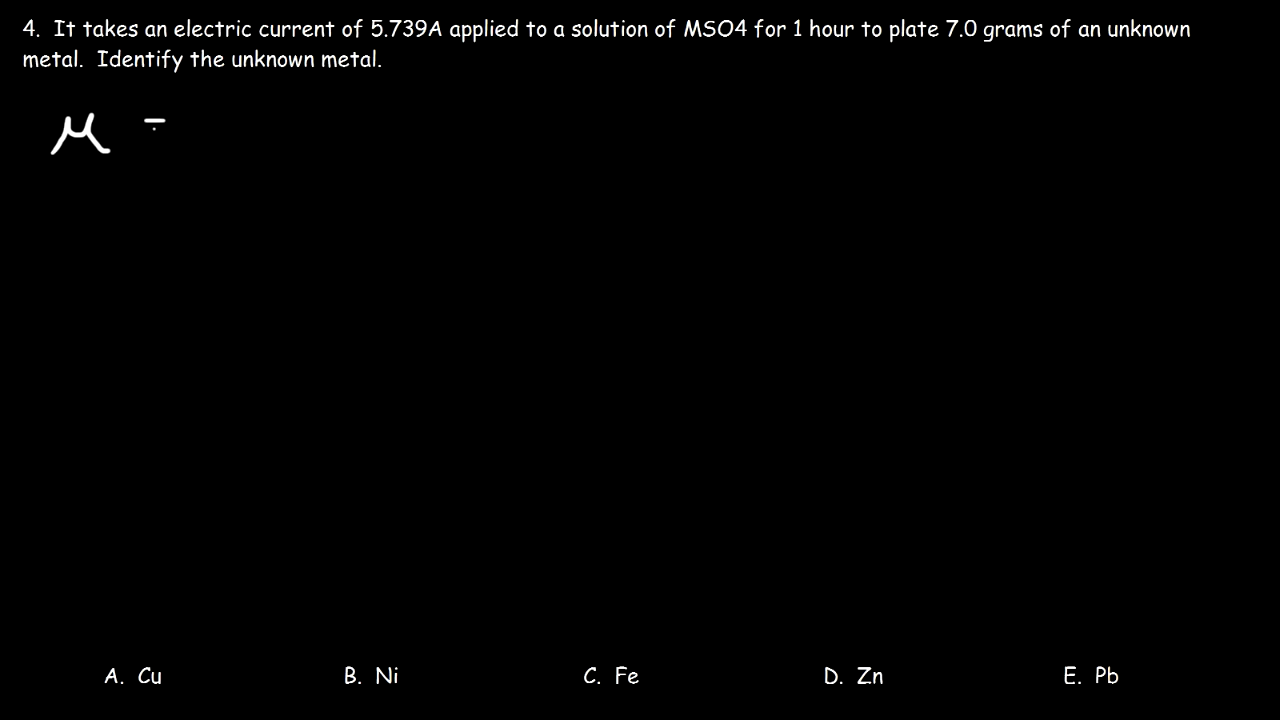 4. It takes an electric current of 5.739A applied to a solution of MSO4 for 1 hour to plate 7.0 grams of an unknown
metal. Identify the unknown metal.
μ -
A. Cu B. Ni C. Fe D. Zn E. Pb